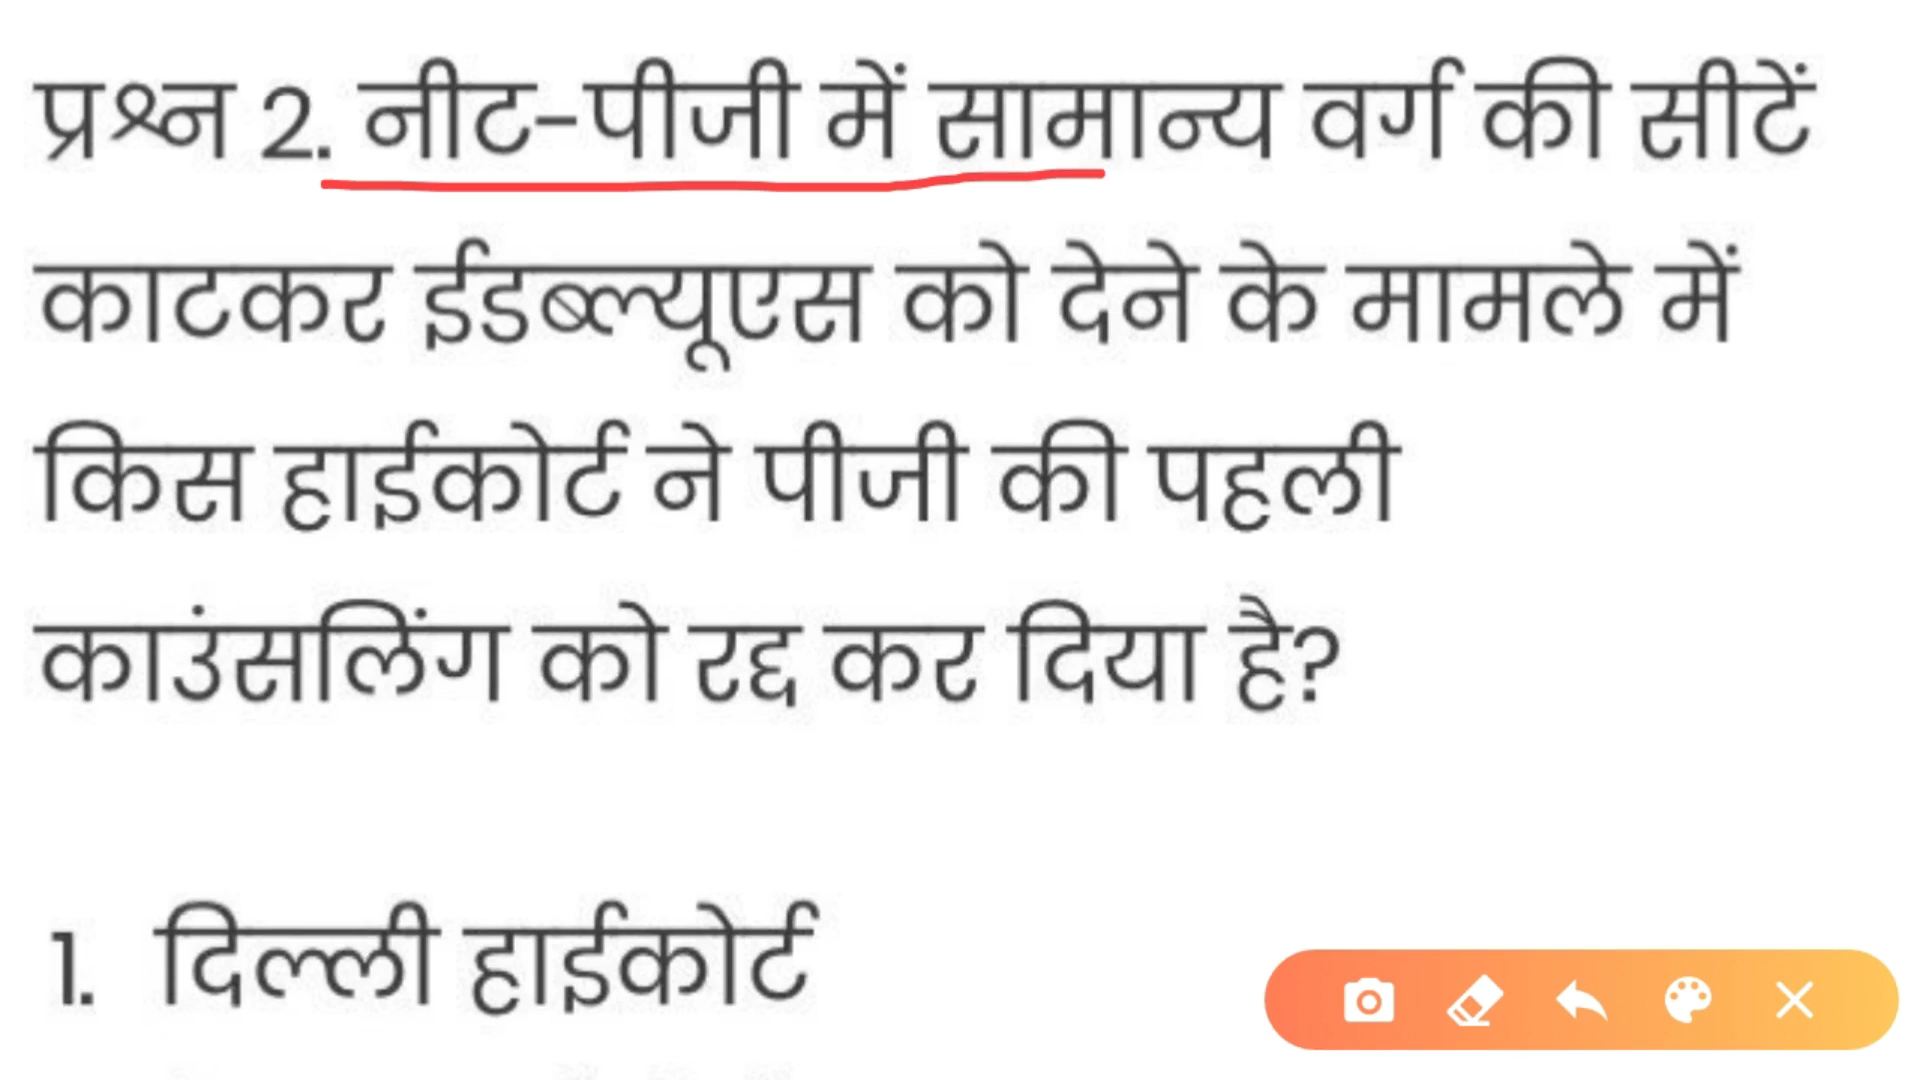 प्रश्न 2. नीट-पीजी में सामान्य वर्ग की सीटें
काटकर ईडब्ल्यूएस को देने के मामले में
किस हाईकोर्ट ने पीजी की पहली
काउंसलिंग को रद्द कर दिया है?
1. दिल्ली हाईकोर्ट